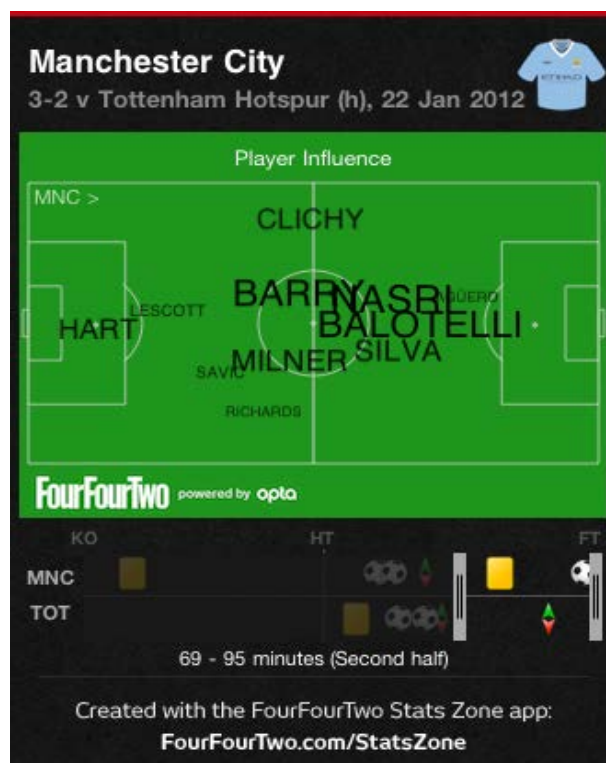 Manchester City
3-2 v Tottenham Hotspur (h), 22 Jan 2012
ETIHAD
Player Influence
MNC >
CLICHY
BARRY
NASRI
AGÜERO
LESCOTT
HART
BALOTELLI
MILNER
SILVA
SAVIC
RICHARDS
FourFourTwo powered by opta
KO HT FT
MNC
TOT
69 - 95 minutes (Second half)
Created with the FourFourTwo Stats Zone app:
FourFourTwo.com/StatsZone